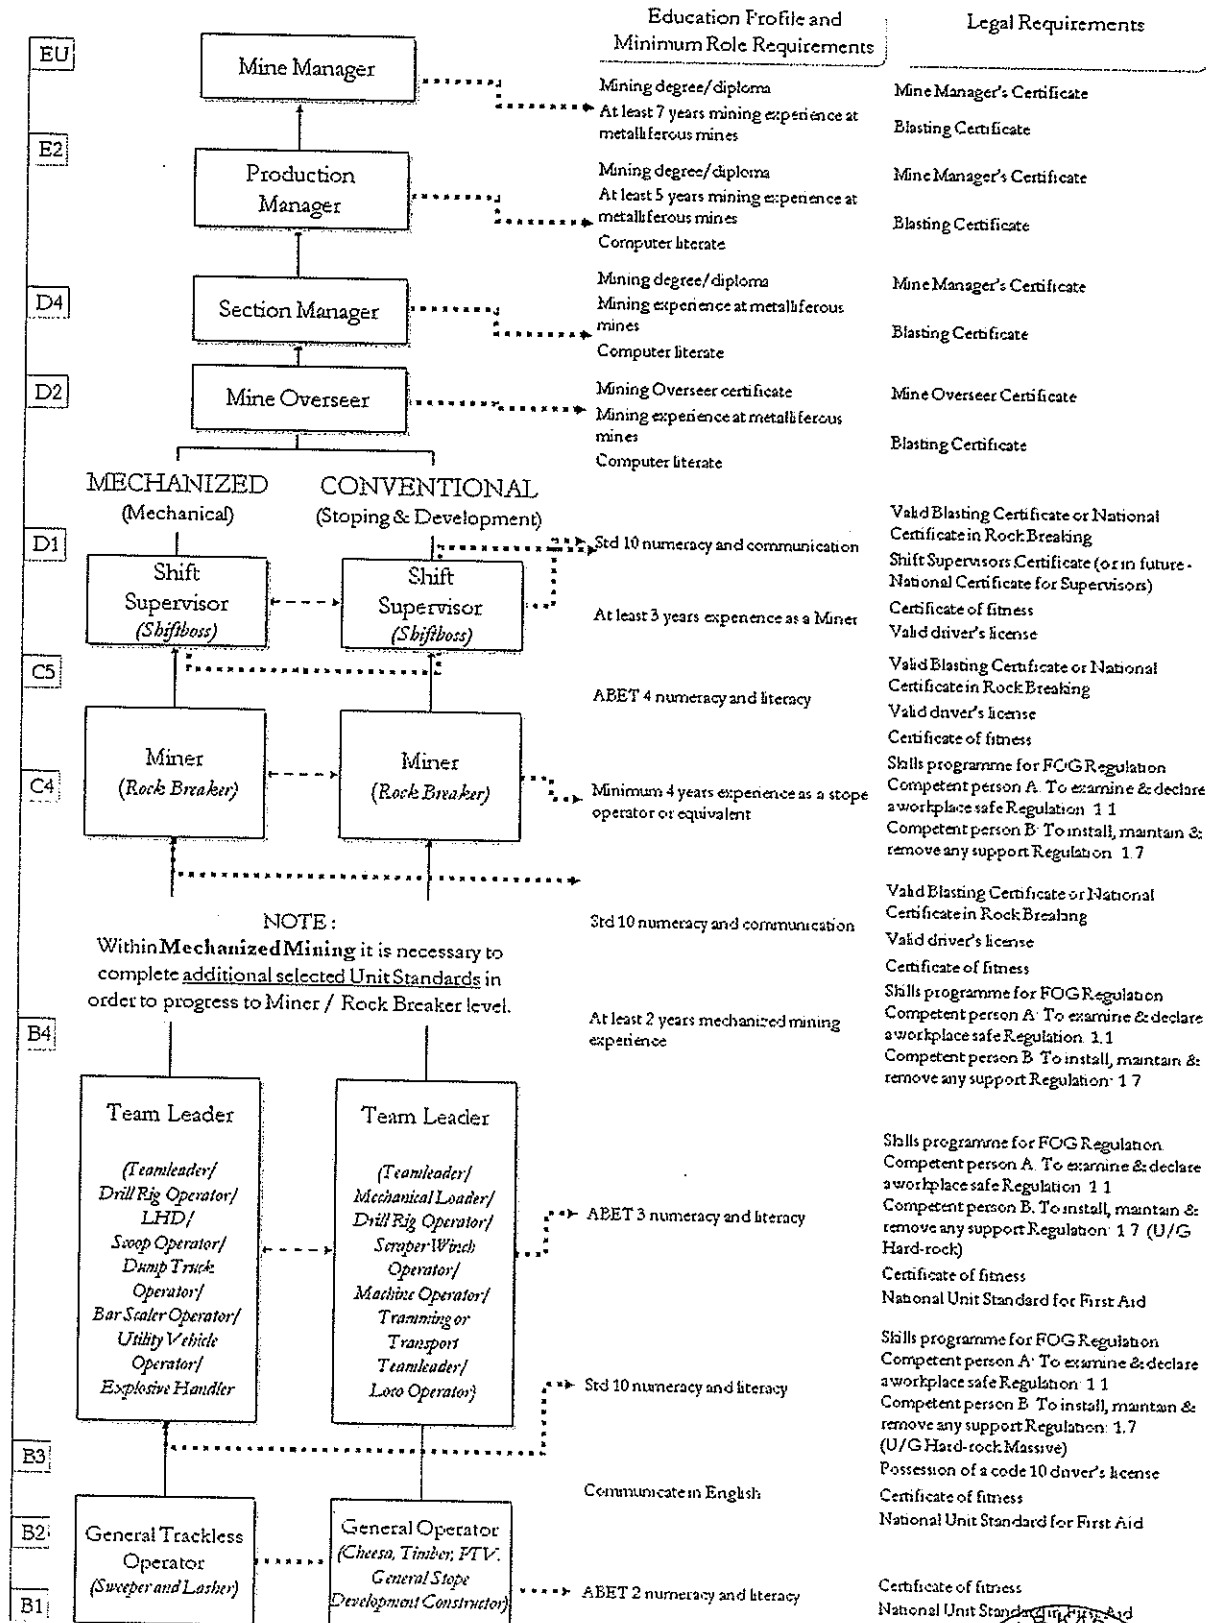 Education Profile and
Minimum Role Requirements
Legal Requirements
EU
Mine Manager
Mining degree/diploma
At least 7 years mining experience at
metalliferous mines
Mine Manager's Certificate
Blasting Certificate
E2
Production
Manager
Mining degree/diploma
At least 5 years mining experience at
metalliferous mines
Computer literate
Mine Manager's Certificate
Blasting Certificate
D4
Section Manager
Mining degree/diploma
Mining experience at metalliferous
mines
Computer literate
Mine Manager's Certificate
Blasting Certificate
D2
Mine Overseer
Mining Overseer certificate
Mining experience at metalliferous
mines
Computer literate
Mine Overseer Certificate
Blasting Certificate
MECHANIZED
(Mechanical)
CONVENTIONAL
(Stoping & Development)
D1
Shift
Supervisor
(Shiftboss)
Shift
Supervisor
(Shiftboss)
Std 10 numeracy and communication
At least 3 years experience as a Miner
Valid Blasting Certificate or National
Certificate in Rock Breaking
Shift Supervisors Certificate (or in future -
National Certificate for Supervisors)
Certificate of fitness
Valid driver's license
C5
C4
Miner
(Rock Breaker)
Miner
(Rock Breaker)
ABET 4 numeracy and literacy
Minimum 4 years experience as a stope
operator or equivalent
Valid Blasting Certificate or National
Certificate in Rock Breaking
Valid driver's license
Certificate of fitness
Skills programme for FOG Regulation
Competent person A. To examine & declare
a workplace safe Regulation 1 1
Competent person B To install, maintain &
remove any support Regulation 1.7
NOTE :
Within Mechanized Mining it is necessary to
complete additional selected Unit Standards in
order to progress to Miner / Rock Breaker level.
Std 10 numeracy and communication
At least 2 years mechanized mining
experience
Valid Blasting Certificate or National
Certificate in Rock Breaking
Valid driver's license
Certificate of fitness
Skills programme for FOG Regulation
Competent person A To examine & declare
a workplace safe Regulation 1.1
Competent person B To install, maintain &
remove any support Regulation 1 7
B4
Team Leader
(Teamleader/
Drill Rig Operator/
LHD/
Scoop Operator/
Dump Truck
Operator/
Bar Scaler Operator/
Utility Vehicle
Operator/
Explosive Handler
Team Leader
(Teamleader/
Mechanical Loader/
Drill Rig Operator/
Scraper Winch
Operator/
Machine Operator/
Tramming or
Transport
Teamleader/
Loco Operator)
ABET 3 numeracy and literacy
Skills programme for FOG Regulation
Competent person A. To examine & declare
a workplace safe Regulation 1 1
Competent person B. To install, maintain &
remove any support Regulation 1 7 (U/G
Hard-rock)
Certificate of fitness
National Unit Standard for First Aid
Std 10 numeracy and literacy
Communicate in English
Skills programme for FOG Regulation
Competent person A To examine & declare
a workplace safe Regulation 1 1
Competent person B To install, maintain &
remove any support Regulation 1.7
(U/G Hard-rock Massive)
Possession of a code 10 driver's license
Certificate of fitness
National Unit Standard for First Aid
B3
B2
B1
General Trackless
Operator
(Sweeper and Lasher)
General Operator
(Cheesa, Timber, PTV.
General Stope
Development Constructor)
ABET 2 numeracy and literacy
Certificate of fitness
National Unit Standard in First Aid